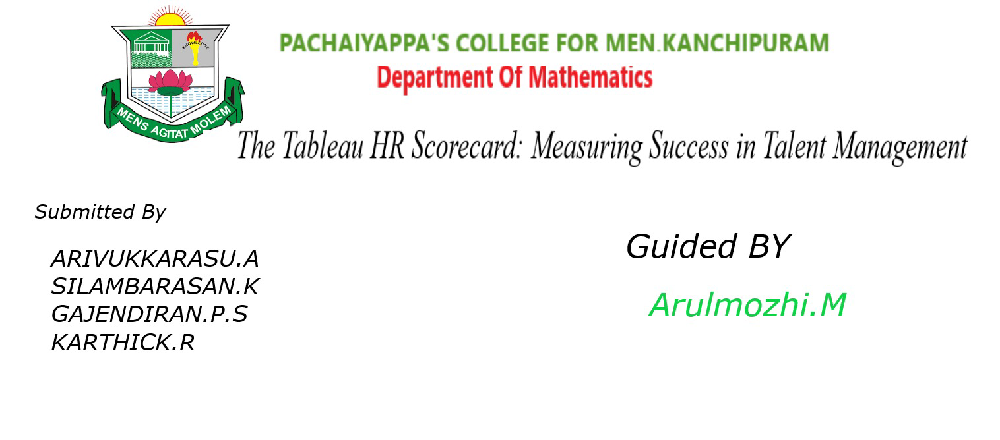 KNOWLEDGE
MENS AGITAT MOLEM
PACHAIYAPPA'S COLLEGE FOR MEN.KANCHIPURAM
Department Of Mathematics
The Tableau HR Scorecard: Measuring Success in Talent Management
Submitted By
ARIVUKKARASU.A
SILAMBARASAN.K
GAJENDIRAN.P.S
KARTHICK.R
Guided BY
Arulmozhi.M